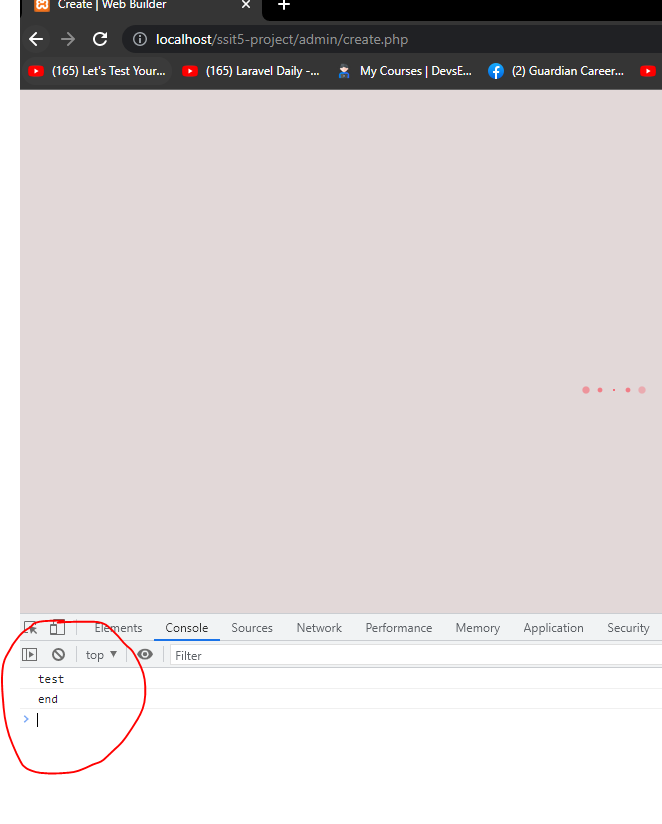 Create | Web Builder
localhost/ssit5-project/admin/create.php
(165) Let's Test Your... (165) Laravel Daily -... My Courses | DevsE... (2) Guardian Career...
Elements Console Sources Network Performance Memory Application Security
top ▼ Filter
test
end
>